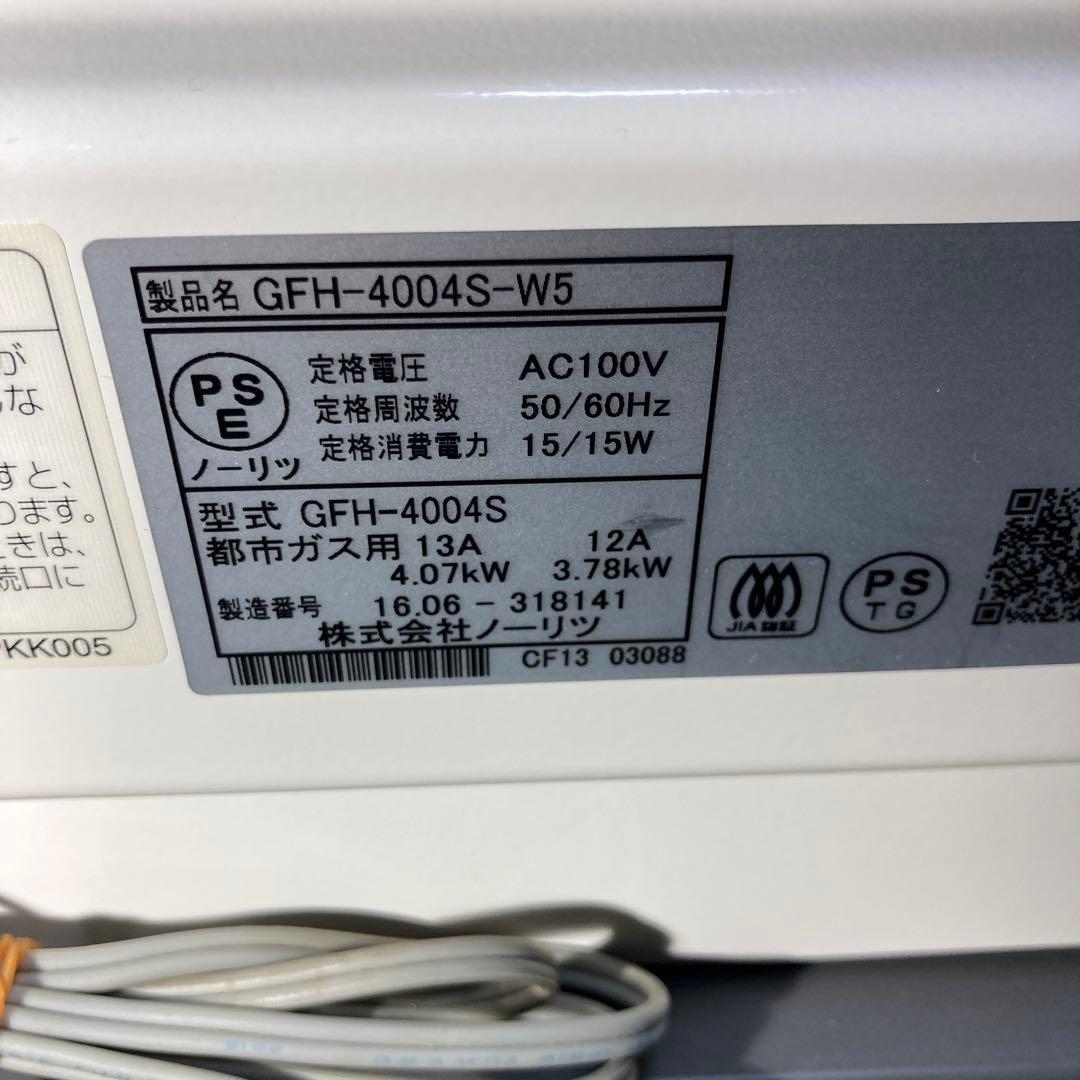 製品名 GFH-4004S-W5
PS
E
ノーリツ
定格電圧 AC100V
定格周波数 50/60Hz
定格消費電力 15/15W
型式 GFH-4004S
都市ガス用 13A 12A
4.07kW 3.78kW
製造番号 16.06 - 318141
株式会社ノーリツ
CF13 03088
JIA 認証
PS
TG
が
な
すと、
ります。
きは、
続口に
PKK005